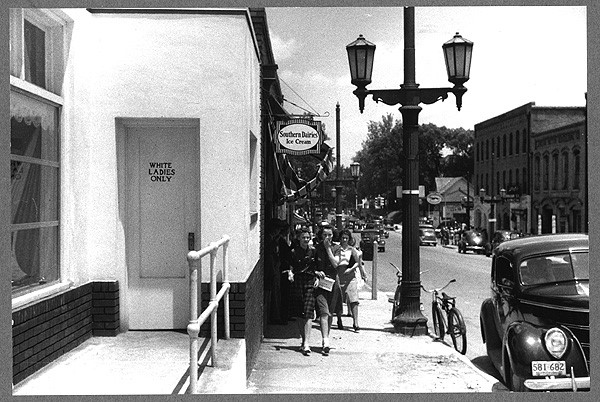 WHITE
LADIES
ONLY
Southern Dairies
Ice Cream
581·682